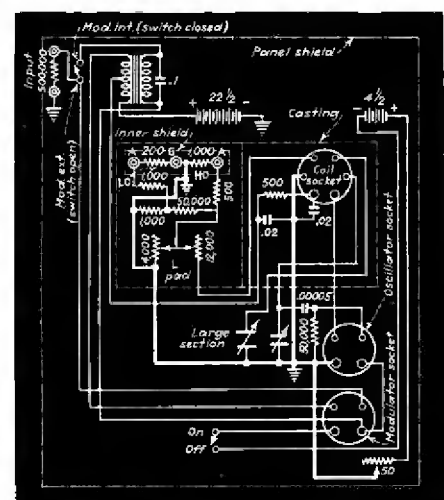 Mod. int. (switch closed)
Panel shield
Input
500,000
.1
22½
+ -
4½
- +
Casting
Mod. ext.
(switch open)
Inner shield
A 200 B 1,000 A
1,000
HO
500
50,000
1,000
Coil
socket
500
.02
.02
4,000
L
pad
12,000
Oscillator socket
.00005
50,000
Large
section
Modulator socket
On
Off
50